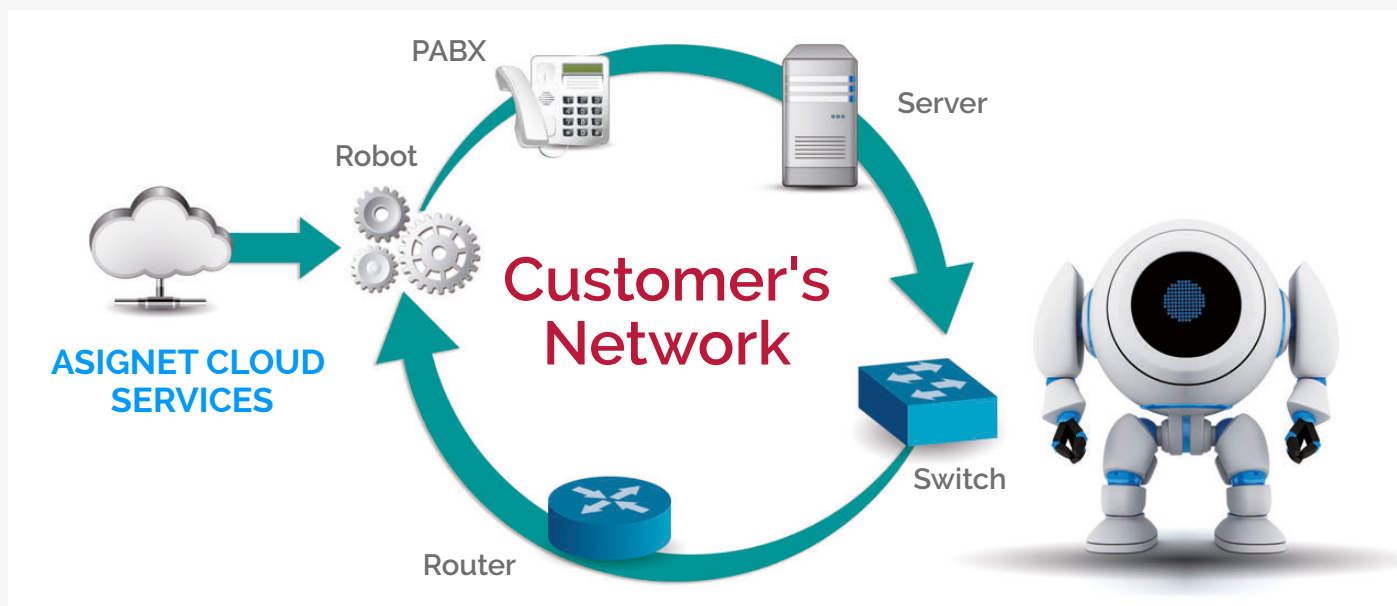 PABX
Server
Robot
Customer's
Network
ASIGNET CLOUD
SERVICES
Switch
Router